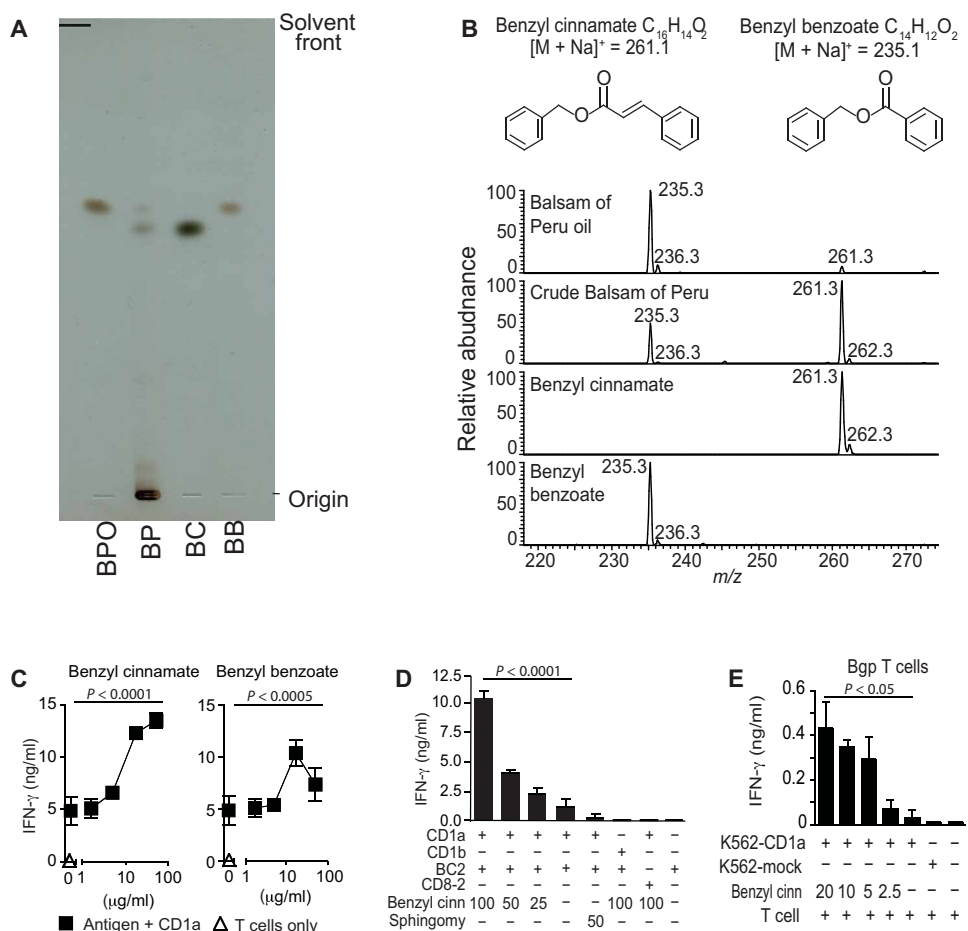 A
Solvent
front
Origin
BPO
BP
BC
BB
B
Benzyl cinnamate C16H14O2
[M + Na]+ = 261.1
Benzyl benzoate C14H12O2
[M + Na]+ = 235.1
O
O
O
O
Relative abudnance
100
50
0
Balsam of
Peru oil
235.3
236.3
261.3
100
50
0
Crude Balsam of Peru
235.3
236.3
261.3
262.3
100
50
0
Benzyl cinnamate
261.3
262.3
100
50
0
Benzyl
benzoate
235.3
236.3
220 230 240 250 260 270
m/z
C
Benzyl cinnamate
P < 0.0001
IFN-γ (ng/ml)
15
10
5
0
0 1 10 100
(μg/ml)
Benzyl benzoate
P < 0.0005
15
10
5
0
0 1 10 100
(μg/ml)
■ Antigen + CD1a △ T cells only
D
P < 0.0001
IFN-γ (ng/ml)
12.5
10.0
7.5
5.0
2.5
0
CD1a + + + + + – + –
CD1b – – – – – + – –
BC2 + + + + + + – +
CD8-2 – – – – – – + –
Benzyl cinn 100 50 25 – – 100 100 –
Sphingomy – – – – 50 – – –
E
Bgp T cells
P < 0.05
IFN-γ (ng/ml)
0.6
0.4
0.2
0
K562-CD1a + + + + + – –
K562-mock – – – – – + –
Benzyl cinn 20 10 5 2.5 – – –
T cell + + + + + + +